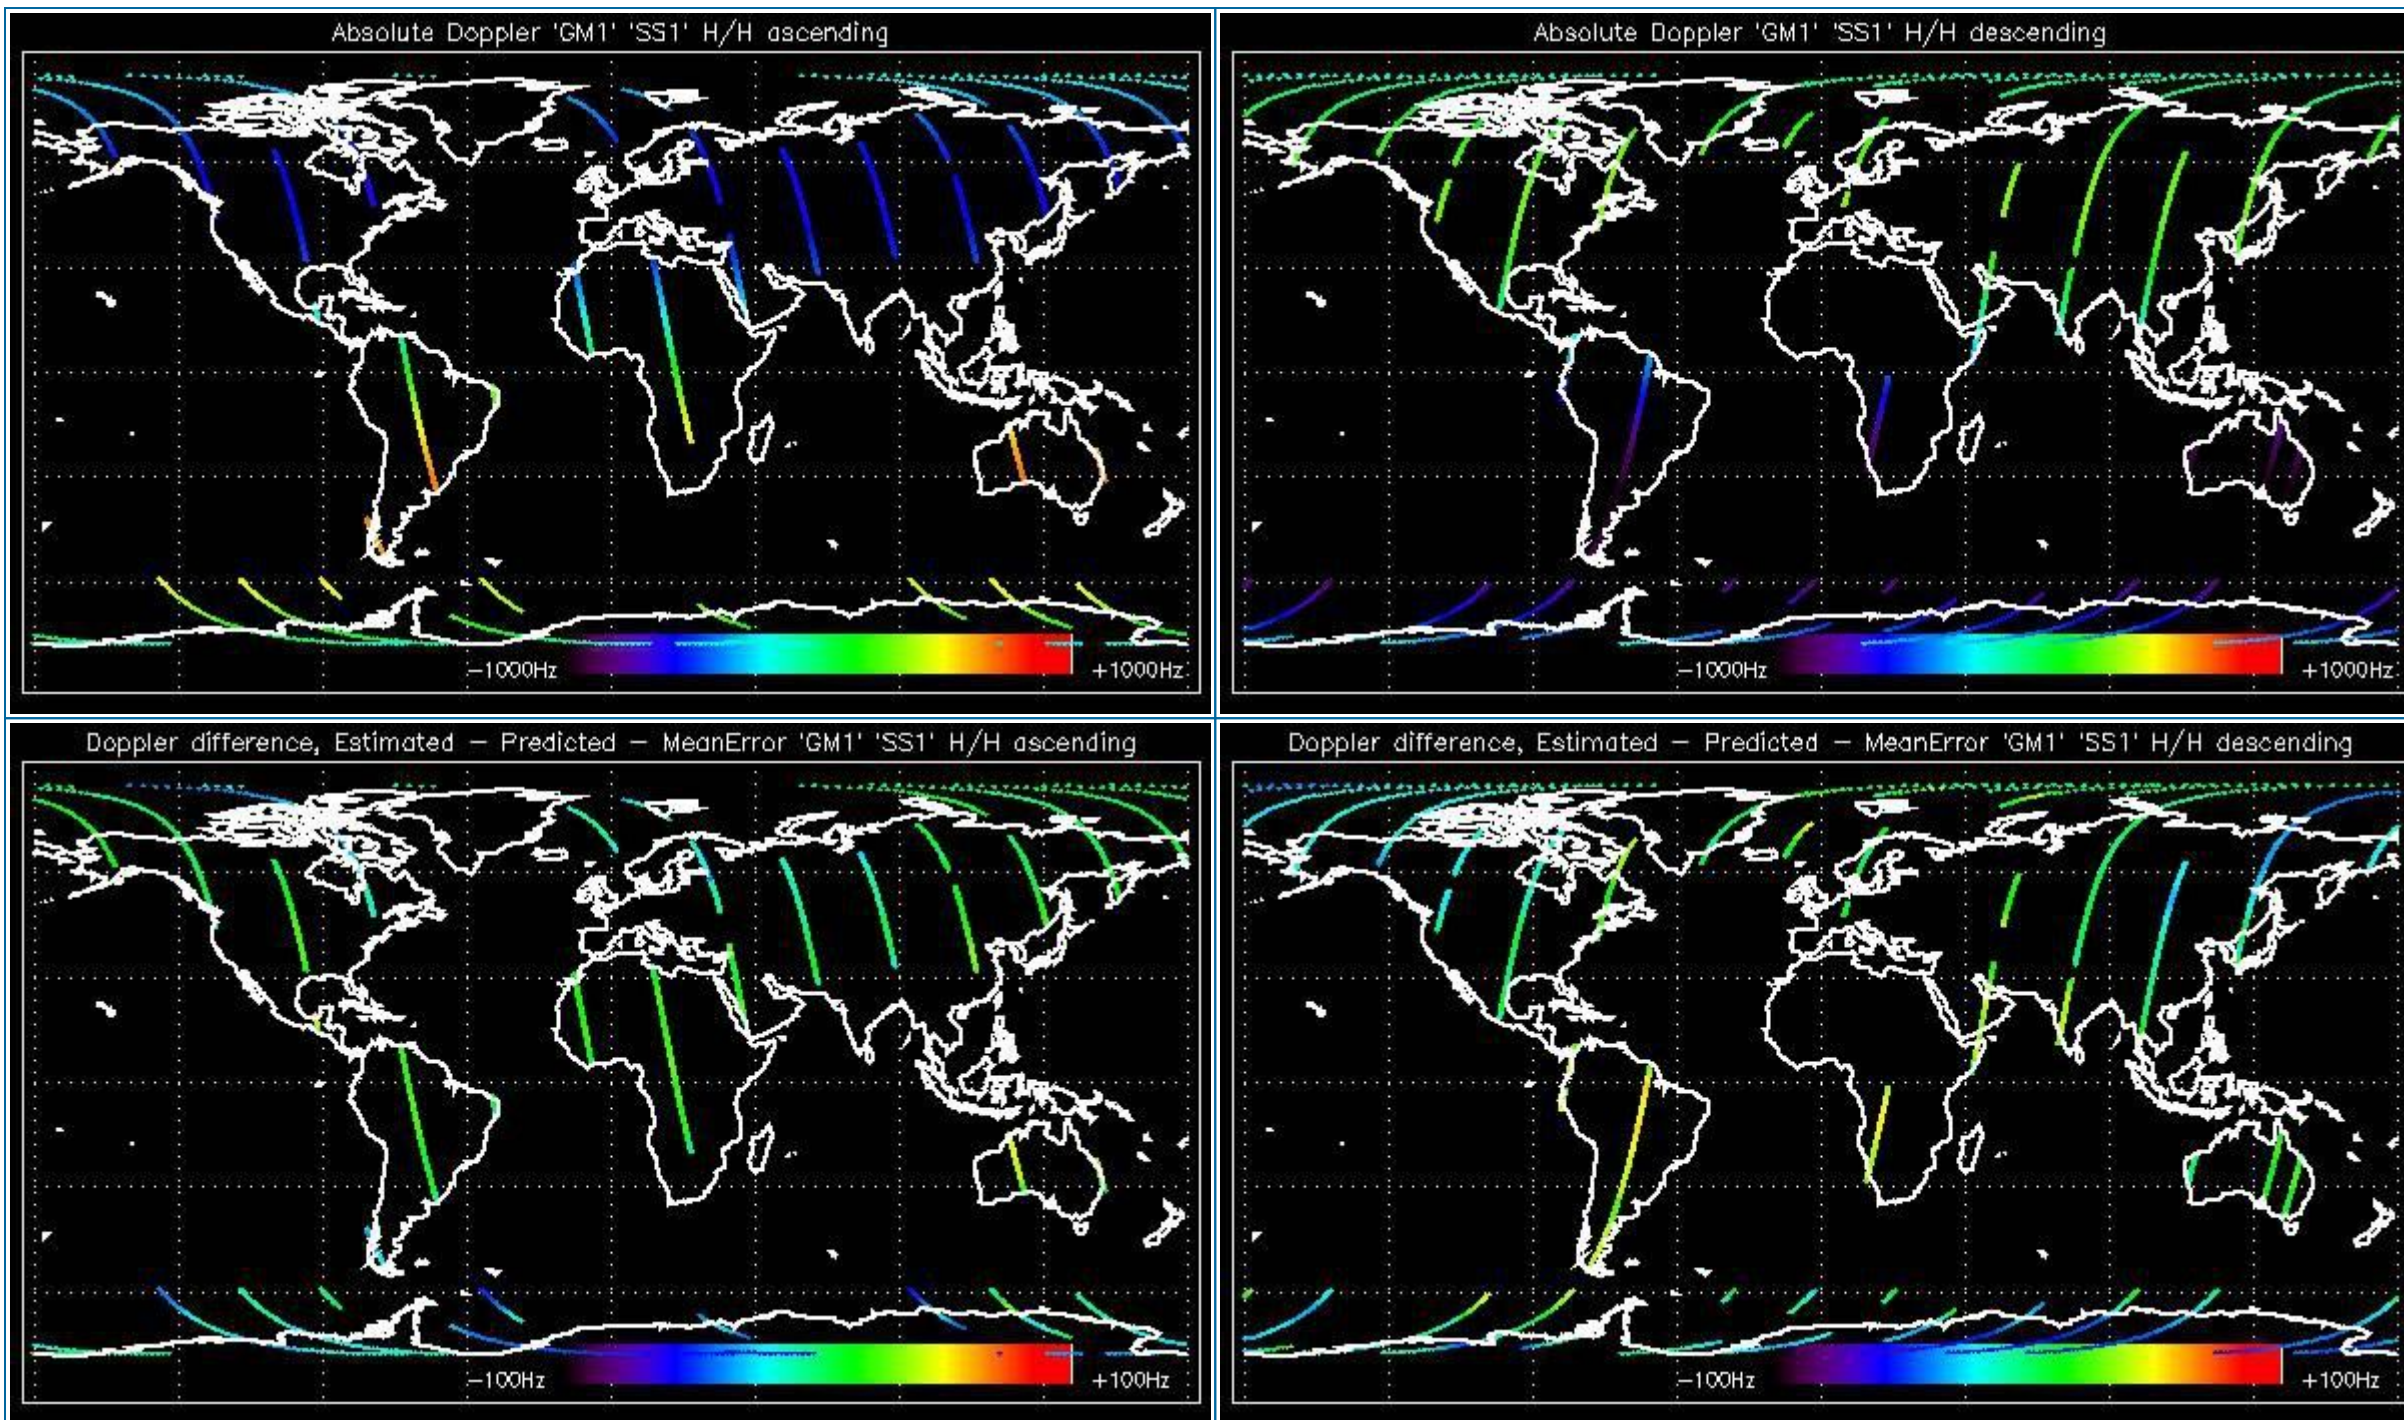 Absolute Doppler 'GM1' 'SS1' H/H ascending
-1000Hz
+1000Hz
Absolute Doppler 'GM1' 'SS1' H/H descending
-1000Hz
+1000Hz
Doppler difference, Estimated - Predicted - MeanError 'GM1' 'SS1' H/H ascending
-100Hz
+100Hz
Doppler difference, Estimated - Predicted - MeanError 'GM1' 'SS1' H/H descending
-100Hz
+100Hz